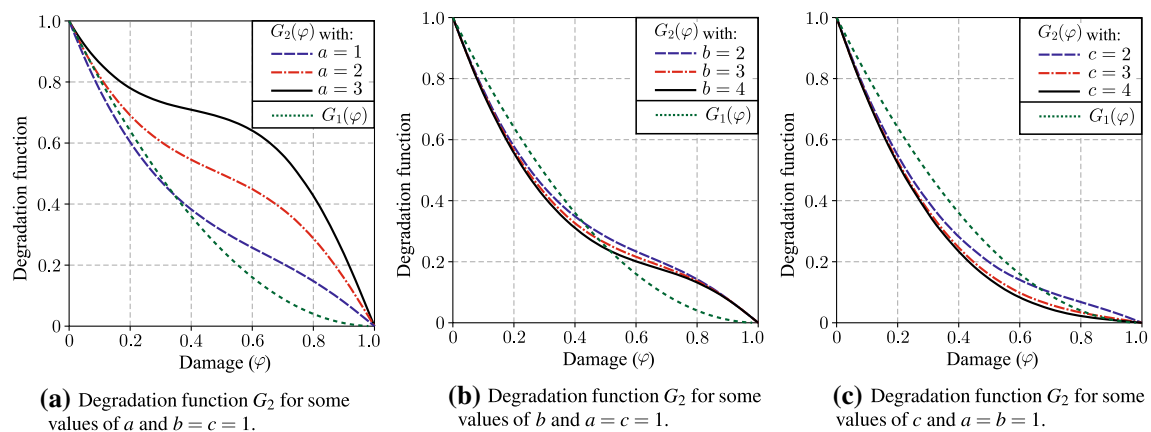 1.0
0.8
0.6
0.4
0.2
0
Degradation function
G₂(φ) with:
a = 1
a = 2
a = 3
G₁(φ)
0 0.2 0.4 0.6 0.8 1.0
Damage (φ)
(a) Degradation function G₂ for some
values of a and b = c = 1.
1.0
0.8
0.6
0.4
0.2
0
Degradation function
G₂(φ) with:
b = 2
b = 3
b = 4
G₁(φ)
0 0.2 0.4 0.6 0.8 1.0
Damage (φ)
(b) Degradation function G₂ for some
values of b and a = c = 1.
1.0
0.8
0.6
0.4
0.2
0
Degradation function
G₂(φ) with:
c = 2
c = 3
c = 4
G₁(φ)
0 0.2 0.4 0.6 0.8 1.0
Damage (φ)
(c) Degradation function G₂ for some
values of c and a = b = 1.